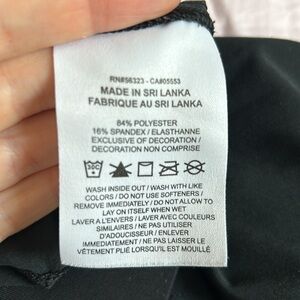 RN#56323 - CA#05553
MADE IN SRI LANKA
FABRIQUE AU SRI LANKA
84% POLYESTER
16% SPANDEX / ELASTHANNE
EXCLUSIVE OF DECORATION /
DECORATION NON COMPRISE
30C
WASH INSIDE OUT / WASH WITH LIKE
COLORS / DO NOT USE SOFTENERS /
REMOVE IMMEDIATELY / DO NOT ALLOW TO
LAY ON ITSELF WHEN WET
LAVER A L'ENVERS / LAVER AVEC COULEURS
SIMILAIRES / NE PAS UTILISER
D'ADOUCISSEUR / ENLEVER
IMMÉDIATEMENT / NE PAS LAISSER LE
VÊTEMENT PLIÉ LORSQU'IL EST MOUILLÉ